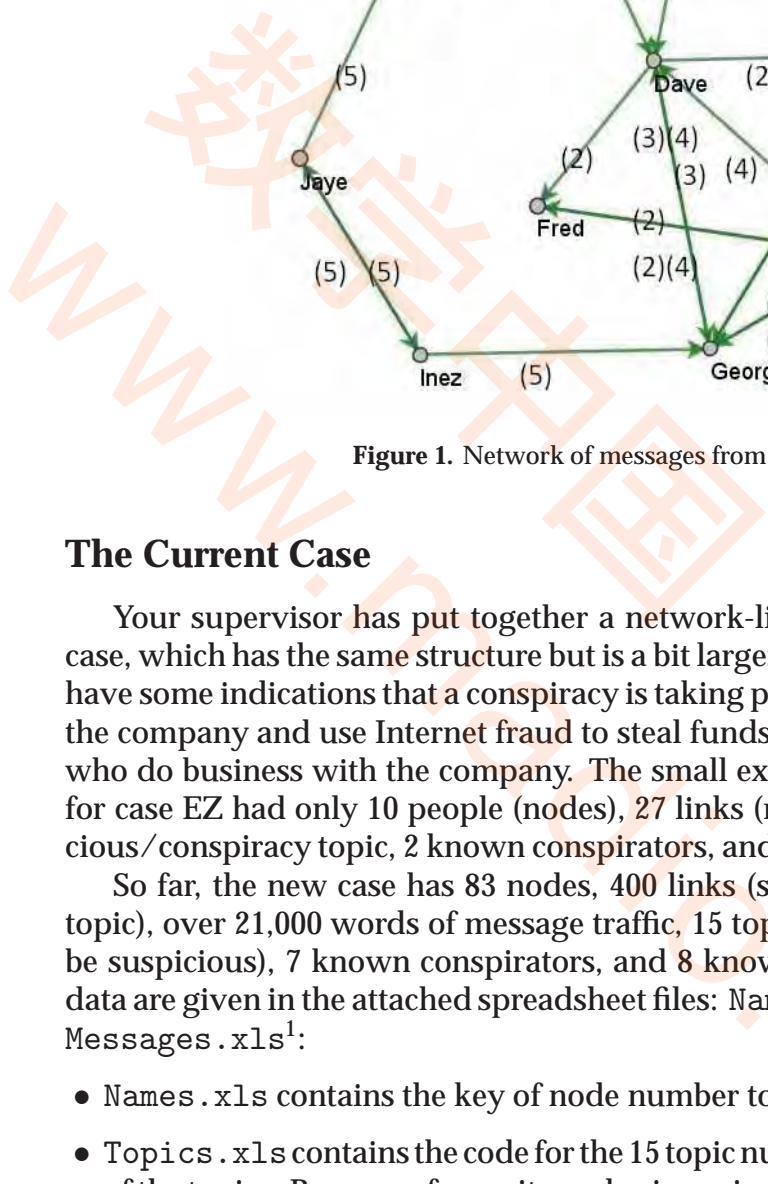 (5)
Dave
(2
(3)(4)
(2)
(3)
(4)
Jaye
(2)
Fred
(5)
(5)
(2)(4)
Inez
(5)
Georg
Figure 1. Network of messages from
The Current Case
Your supervisor has put together a network-li
case, which has the same structure but is a bit large
have some indications that a conspiracy is taking p
the company and use Internet fraud to steal funds
who do business with the company. The small ex
for case EZ had only 10 people (nodes), 27 links (
cious/conspiracy topic, 2 known conspirators, and
So far, the new case has 83 nodes, 400 links (s
topic), over 21,000 words of message traffic, 15 top
be suspicious), 7 known conspirators, and 8 know
data are given in the attached spreadsheet files: Na
Messages.xls¹:
• Names.xls contains the key of node number to
• Topics.xls contains the code for the 15 topic nu
数学中国
www.madio.